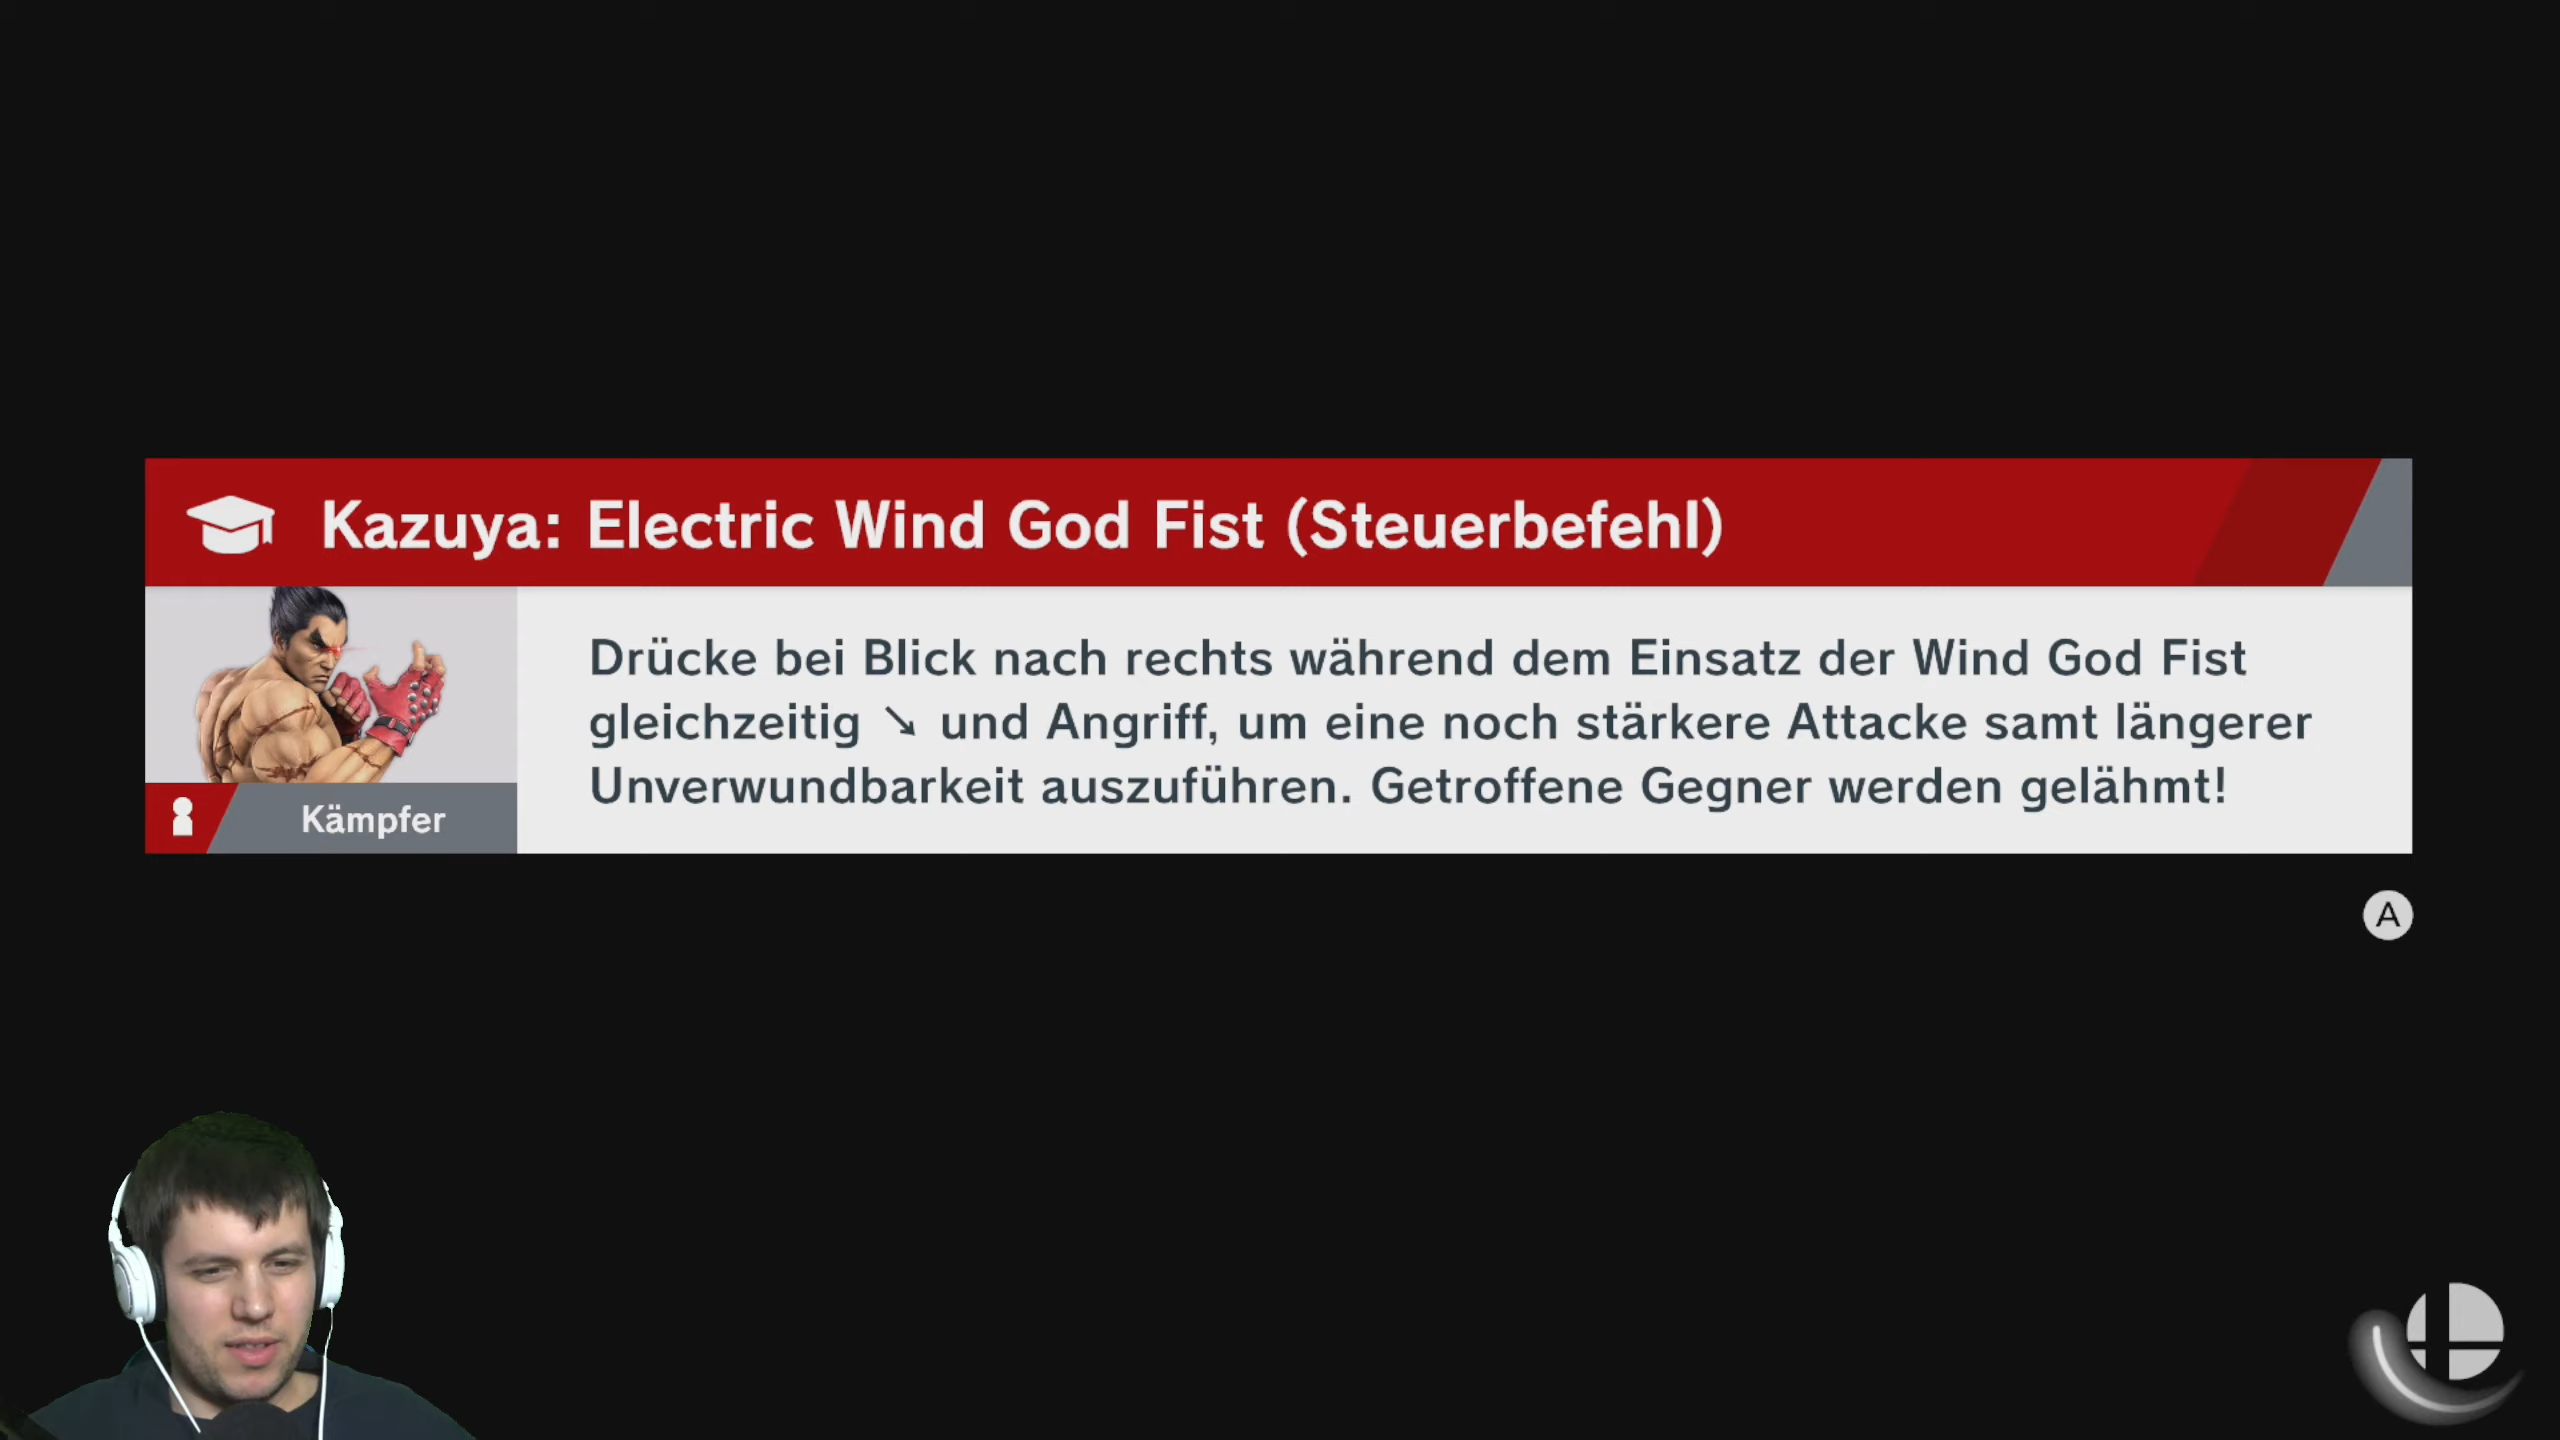 Kazuya: Electric Wind God Fist (Steuerbefehl)
Drücke bei Blick nach rechts während dem Einsatz der Wind God Fist
gleichzeitig ↘ und Angriff, um eine noch stärkere Attacke samt längerer
Unverwundbarkeit auszuführen. Getroffene Gegner werden gelähmt!
Kämpfer
A